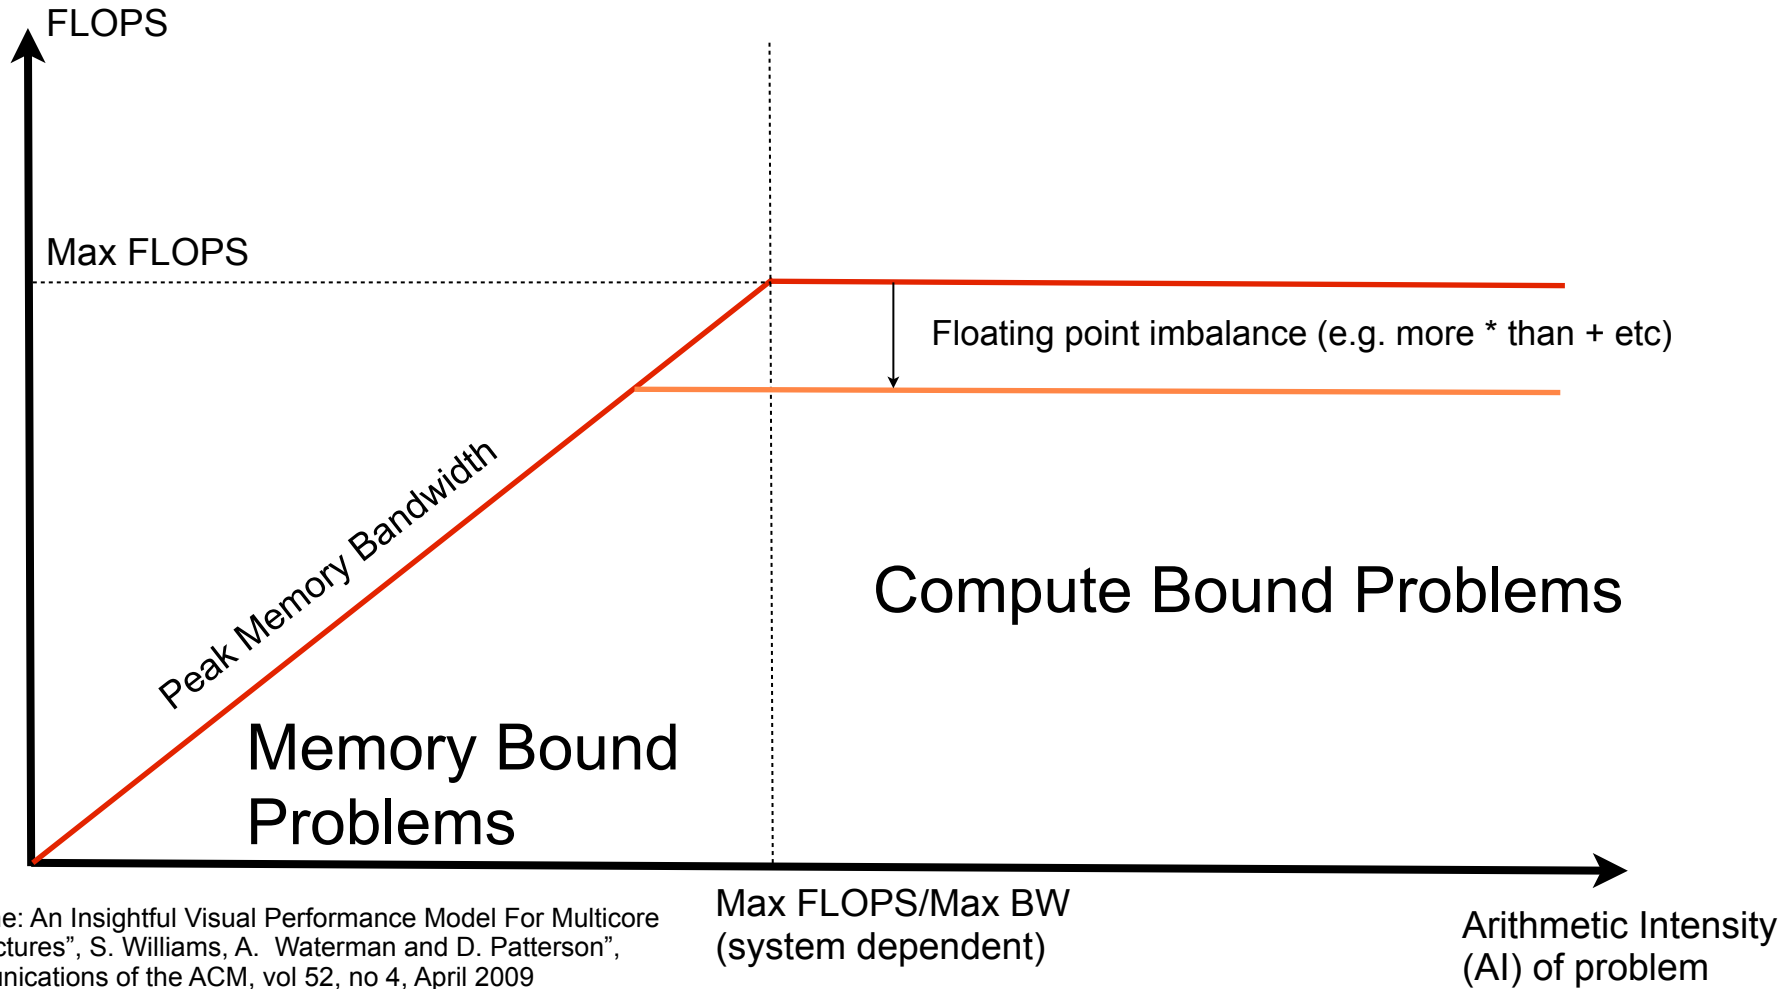 FLOPS
Max FLOPS
Floating point imbalance (e.g. more * than + etc)
Peak Memory Bandwidth
Compute Bound Problems
Memory Bound
Problems
Max FLOPS/Max BW
(system dependent)
Arithmetic Intensity
(AI) of problem
e: An Insightful Visual Performance Model For Multicore
ctures”, S. Williams, A. Waterman and D. Patterson”,
unications of the ACM, vol 52, no 4, April 2009